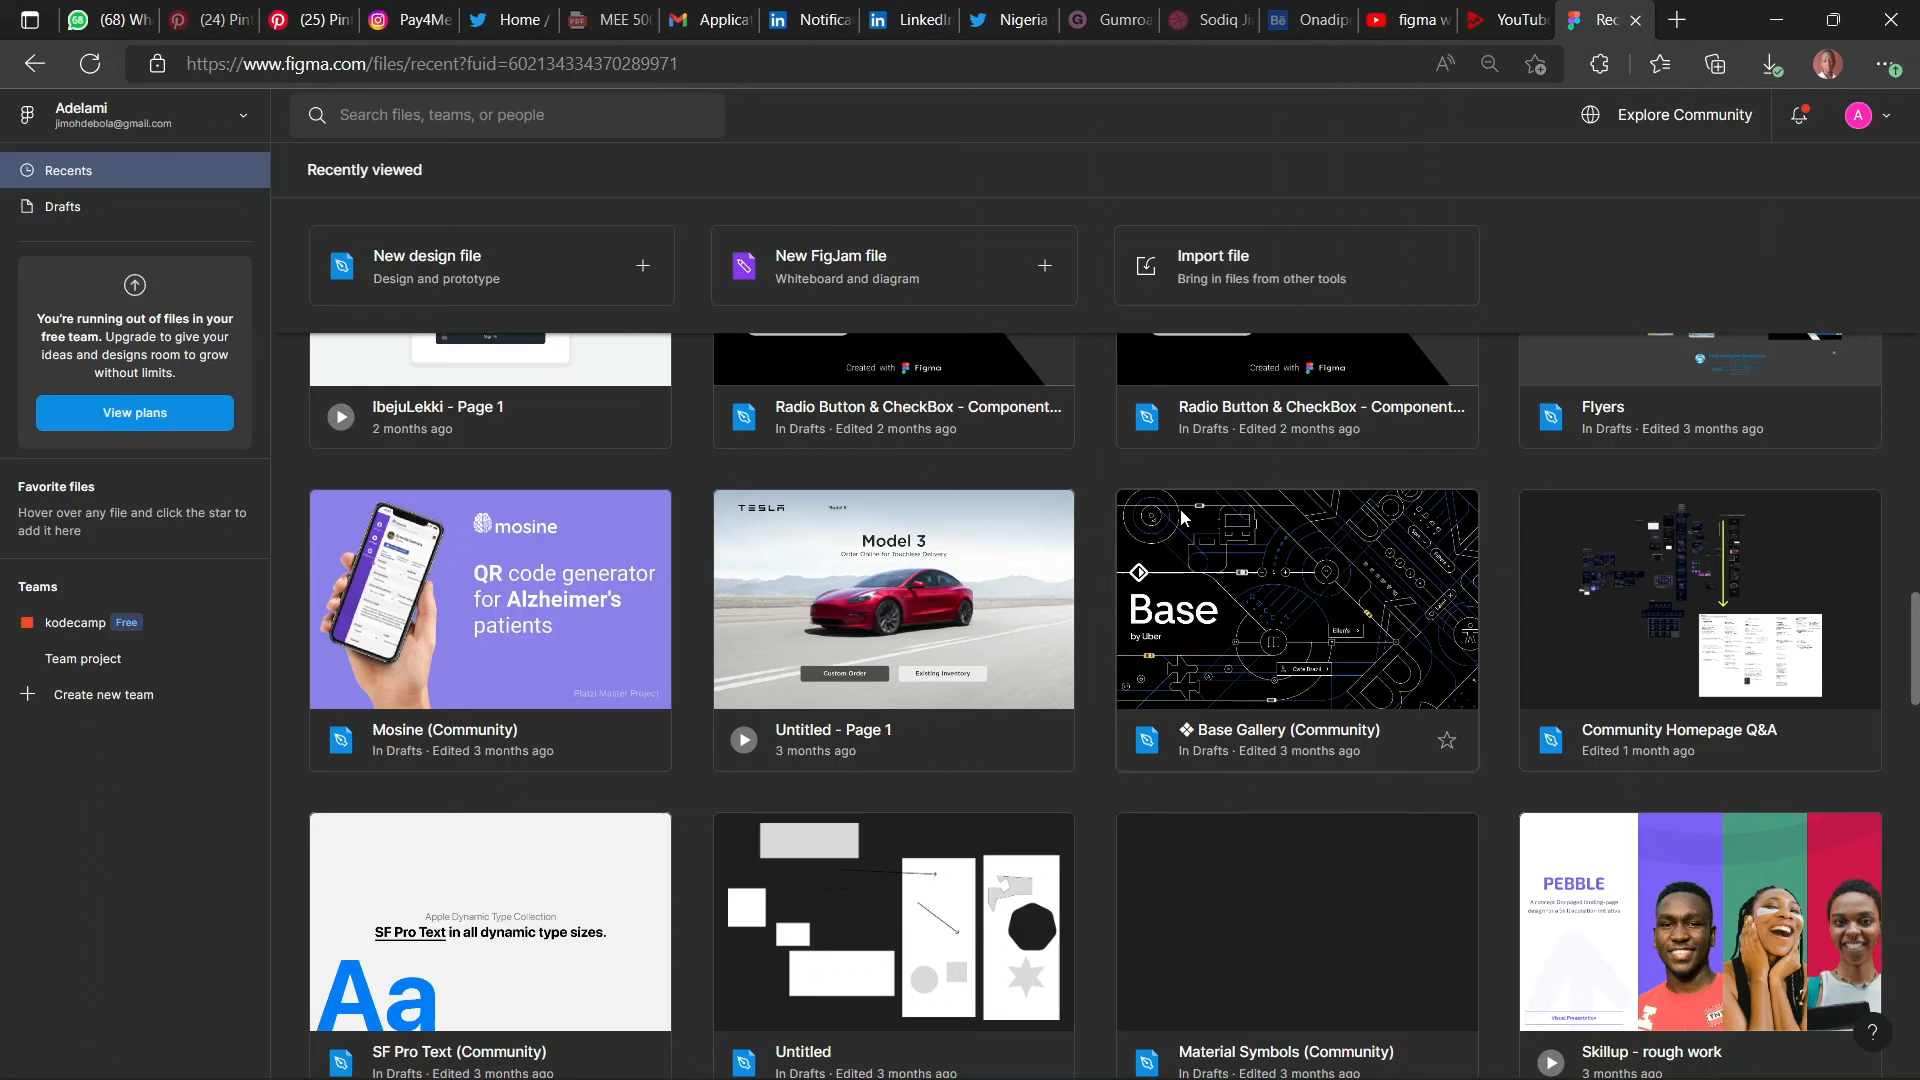 (68) Wh
(24) Pin
(25) Pin
Pay4Me
Home /
MEE 50
Applica
Notifica
LinkedIn
Nigeria
Gumroa
Sodiq Ji
Onadip
figma w
YouTub
Rec
https://www.figma.com/files/recent?fuid=602134334370289971
Adelami
jimohdebola@gmail.com
Search files, teams, or people
Explore Community
A
Recents
Drafts
You're running out of files in your
free team. Upgrade to give your
ideas and designs room to grow
without limits.
View plans
Favorite files
Hover over any file and click the star to
add it here
Teams
kodecamp Free
Team project
Create new team
Recently viewed
New design file
Design and prototype
New FigJam file
Whiteboard and diagram
Import file
Bring in files from other tools
Sign In
Created with Figma
Created with Figma
IbejuLekki - Page 1
2 months ago
Radio Button & CheckBox - Component...
In Drafts · Edited 2 months ago
Radio Button & CheckBox - Component...
In Drafts · Edited 2 months ago
Flyers
In Drafts · Edited 3 months ago
mosine
QR code generator
for Alzheimer's
patients
Platzi Master Project
Mosine (Community)
In Drafts · Edited 3 months ago
TESLA
Model 3
Order Online for Touchless Delivery
Custom Order
Existing Inventory
Untitled - Page 1
3 months ago
Base
by Uber
Ellen's
Cafe Brazil
❖ Base Gallery (Community)
In Drafts · Edited 3 months ago
Community Homepage Q&A
Edited 1 month ago
Apple Dynamic Type Collection
SF Pro Text in all dynamic type sizes.
Aa
SF Pro Text (Community)
In Drafts · Edited 3 months ago
Untitled
In Drafts · Edited 3 months ago
Material Symbols (Community)
In Drafts · Edited 3 months ago
PEBBLE
Visual Presentation
Skillup - rough work
3 months ago
?